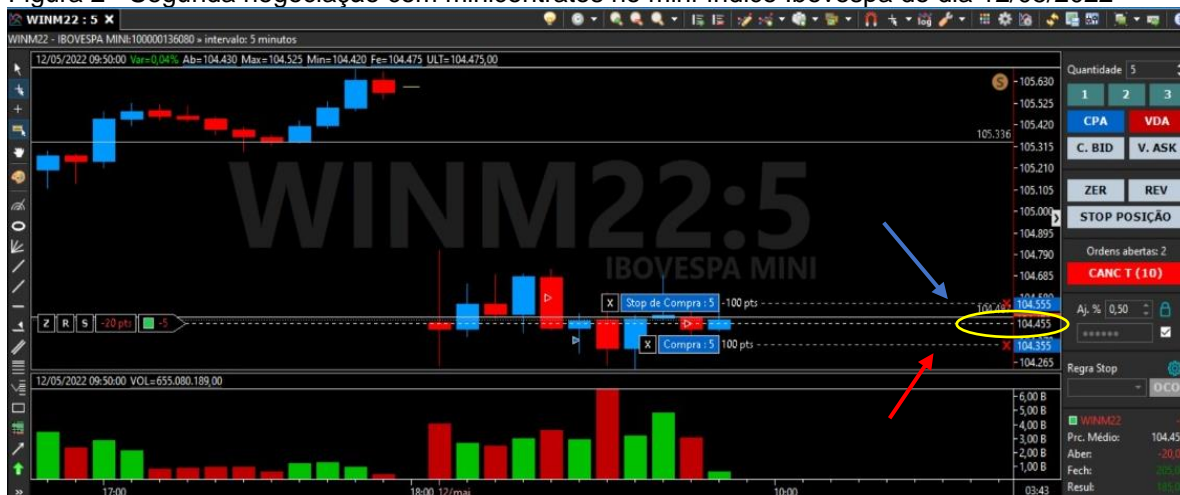 Figura 2 - Segunda negociação com minicontratos no mini-índice Ibovespa do dia 12/05/2022
WINM22 : 5 X
WINM22 - IBOVESPA MINI:100000136080 » intervalo: 5 minutos
12/05/2022 09:50:00 Var=0,04% Ab=104.430 Max=104.525 Min=104.420 Fe=104.475 ULT=104.475,00
S
105.630
105.525
105.420
105.336
105.315
105.210
105.105
105.000
104.895
104.790
104.685
WINM22:5
IBOVESPA MINI
X Stop de Compra : 5 -100 pts
104.555
Z R S -20 pts -5
104.455
X Compra : 5 100 pts
104.355
104.265
12/05/2022 09:50:00 VOL=655.080.189,00
6,00 B
5,00 B
4,00 B
3,00 B
2,00 B
1,00 B
17:00 18:00 12/mai 10:00 03:43
Quantidade 5
1 2 3
CPA VDA
C. BID V. ASK
ZER REV
STOP POSIÇÃO
Ordens abertas: 2
CANC T (10)
Aj. % 0,50
Regra Stop
OCO
WINM22
Prc. Médio: 104.45
Aber: -20,0
Fech:
Resul: